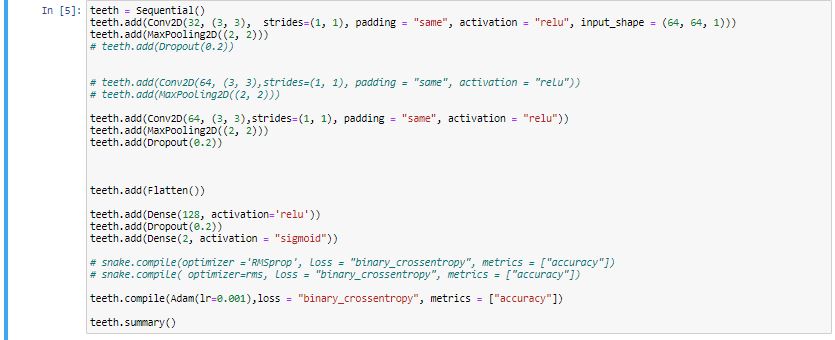 In [5]: teeth = Sequential()
teeth.add(Conv2D(32, (3, 3),  strides=(1, 1), padding = "same", activation = "relu", input_shape = (64, 64, 1)))
teeth.add(MaxPooling2D((2, 2)))
# teeth.add(Dropout(0.2))
# teeth.add(Conv2D(64, (3, 3),strides=(1, 1), padding = "same", activation = "relu"))
# teeth.add(MaxPooling2D((2, 2)))
teeth.add(Conv2D(64, (3, 3),strides=(1, 1), padding = "same", activation = "relu"))
teeth.add(MaxPooling2D((2, 2)))
teeth.add(Dropout(0.2))
teeth.add(Flatten())
teeth.add(Dense(128, activation='relu'))
teeth.add(Dropout(0.2))
teeth.add(Dense(2, activation = "sigmoid"))
# snake.compile(optimizer ='RMSprop', loss = "binary_crossentropy", metrics = ["accuracy"])
# snake.compile( optimizer=rms, loss = "binary_crossentropy", metrics = ["accuracy"])
teeth.compile(Adam(lr=0.001),loss = "binary_crossentropy", metrics = ["accuracy"])
teeth.summary()